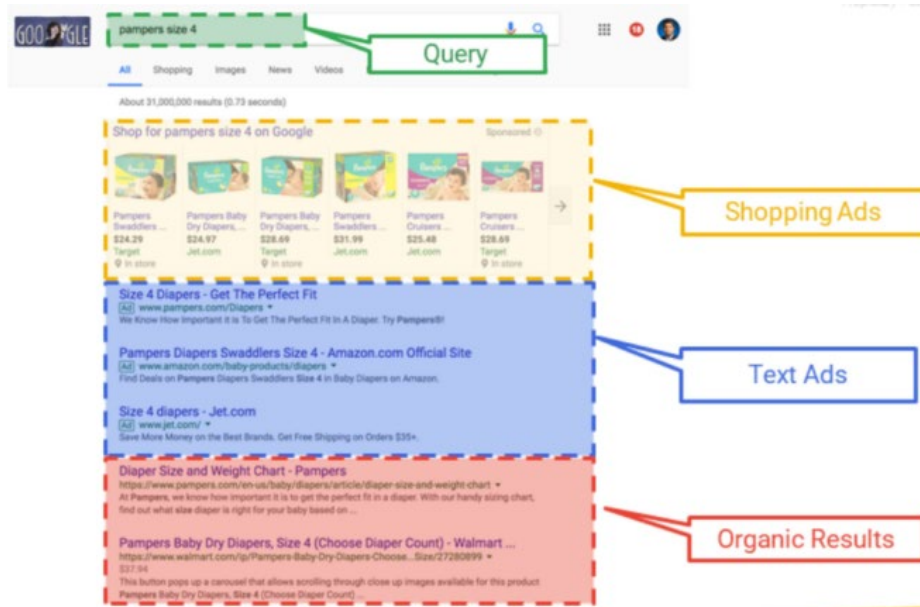 GOOGLE
pampers size 4
Query
All Shopping Images News Videos
About 31,000,000 results (0.73 seconds)
Shop for pampers size 4 on Google
Sponsored
Pampers Swaddlers ...
$24.29
Target
In store
Pampers Baby Dry Diapers, ...
$24.97
Jet.com
Pampers Baby Dry Diapers, ...
$28.69
Target
In store
Pampers Swaddlers ...
$31.99
Jet.com
Pampers Cruisers ...
$25.48
Jet.com
Pampers Cruisers ...
$28.69
Target
In store
Shopping Ads
Size 4 Diapers - Get The Perfect Fit
Ad www.pampers.com/Diapers
We Know How Important it is To Get The Perfect Fit In A Diaper. Try Pampers®!
Pampers Diapers Swaddlers Size 4 - Amazon.com Official Site
Ad www.amazon.com/baby-products/diapers
Find Deals on Pampers Diapers Swaddlers Size 4 in Baby Diapers on Amazon.
Text Ads
Size 4 diapers - Jet.com
Ad www.jet.com/
Save More Money on the Best Brands. Get Free Shipping on Orders $35+.
Diaper Size and Weight Chart - Pampers
https://www.pampers.com/en-us/baby/diapers/article/diaper-size-and-weight-chart
At Pampers, we know how important it is to get the perfect fit in a diaper. With our handy sizing chart,
find out what size diaper is right for your baby based on ...
Organic Results
Pampers Baby Dry Diapers, Size 4 (Choose Diaper Count) - Walmart ...
https://www.walmart.com/ip/Pampers-Baby-Dry-Diapers-Choose...Size/27280899
$37.94
This button pops up a carousel that allows scrolling through close up images available for this product
Pampers Baby Dry Diapers, Size 4 (Choose Diaper Count) ...